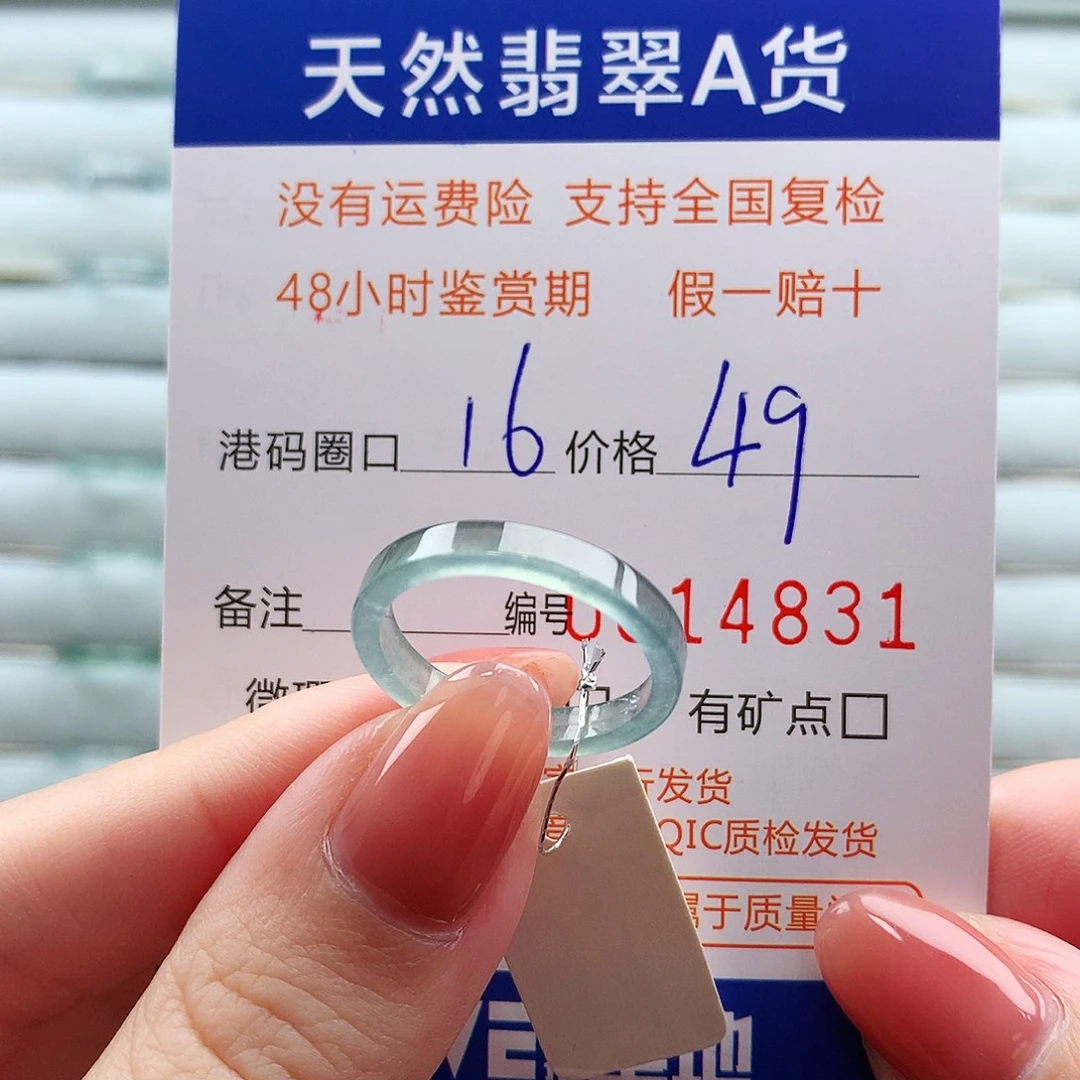 天然翡翠A货
没有运费险 支持全国复检
48小时鉴赏期 假一赔十
港码圈口 16 价格 49
备注 编号 14831
有矿点□
发货
QIC质检发货
于质量